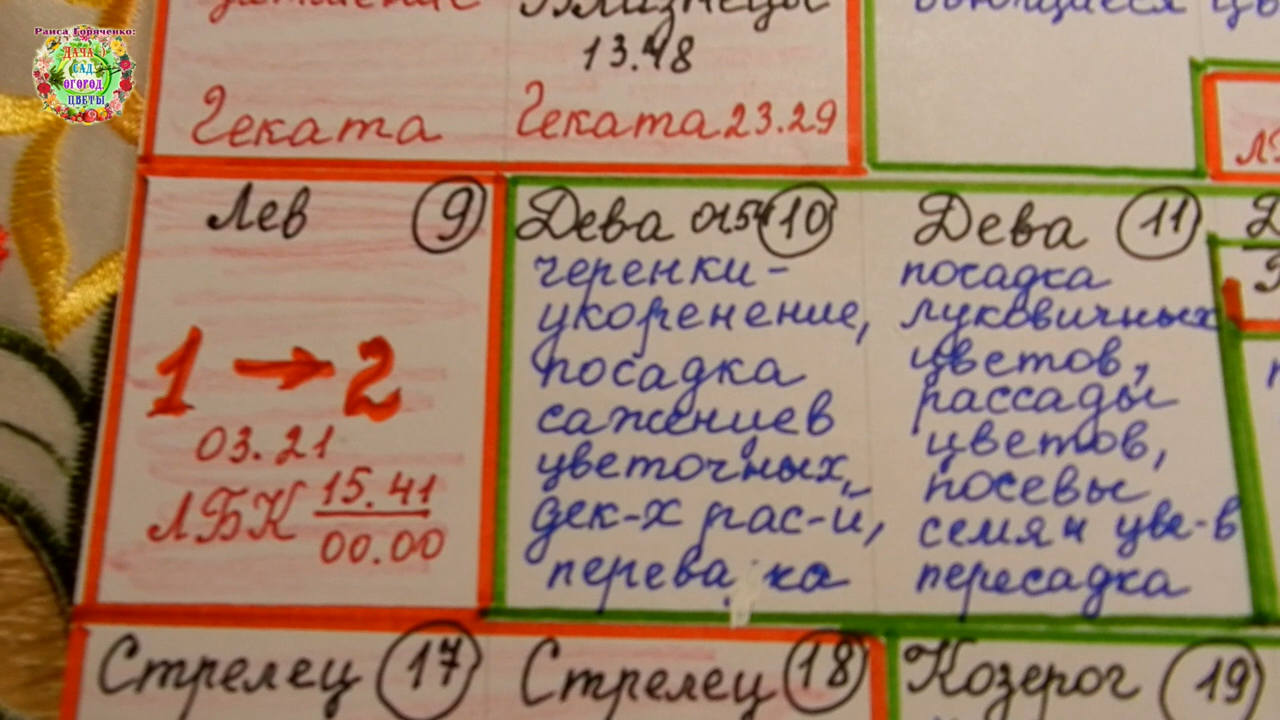 Раиса Горяченко:
ДАЧА
САД,
ОГОРОД,
ЦВЕТЫ
Близнецы
13.48
Геката
Геката 23.29
Лев 9
1 → 2
03.21
ЛБК 15.41
00.00
Дева 01.54 10
черенки-
укоренение,
посадка
саженцев
цветочных,
дек-х рас-й,
Дева 11
посадка
луковичных
цветов,
рассады
цветов,
посевы
семян цве-в
пересадка
Стрелец 17
Стрелец 18
Козерог 19